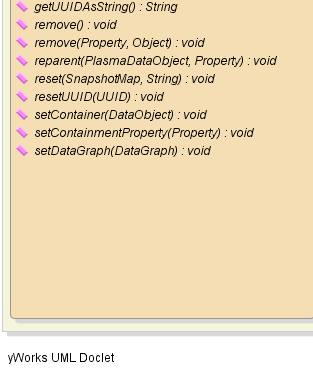 getUUIDAsString() : String
remove() : void
remove(Property, Object) : void
reparent(PlasmaDataObject, Property) : void
reset(SnapshotMap, String) : void
resetUUID(UUID) : void
setContainer(DataObject) : void
setContainmentProperty(Property) : void
setDataGraph(DataGraph) : void
yWorks UML Doclet